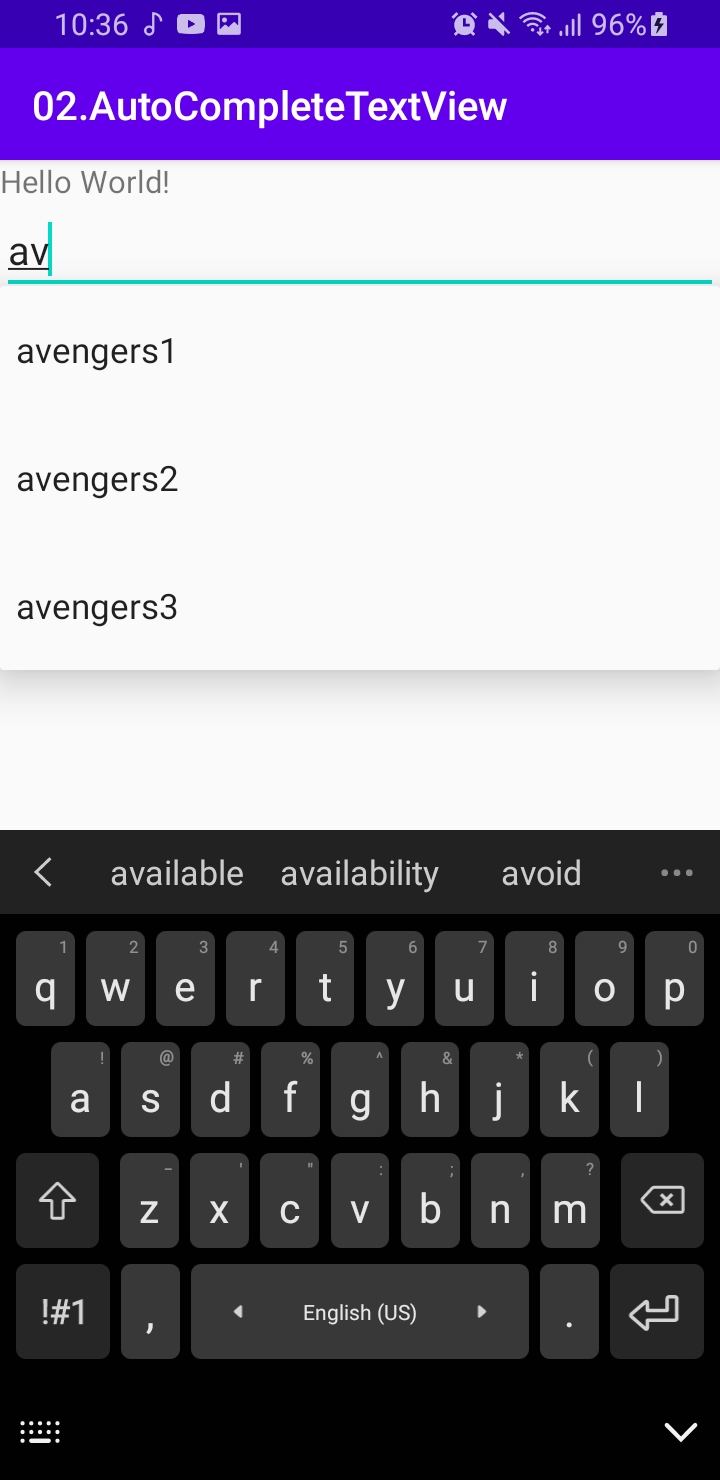 10:36 96%
02.AutoCompleteTextView
Hello World!
av
avengers1
avengers2
avengers3
available availability avoid
1 2 3 4 5 6 7 8 9 0
q w e r t y u i o p
! @ # % ^ & * ( )
a s d f g h j k l
- ' " : ; , ?
z x c v b n m
!#1 , English (US) .